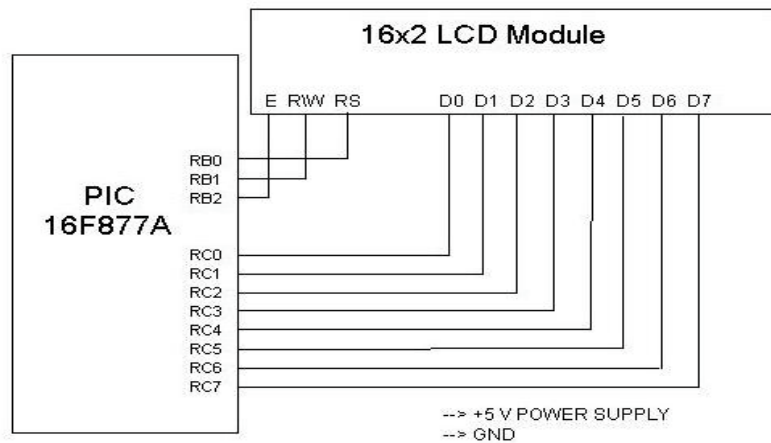 16x2 LCD Module
E RW RS D0 D1 D2 D3 D4 D5 D6 D7
RB0
RB1
RB2
PIC
16F877A
RC0
RC1
RC2
RC3
RC4
RC5
RC6
RC7
--> +5 V POWER SUPPLY
--> GND